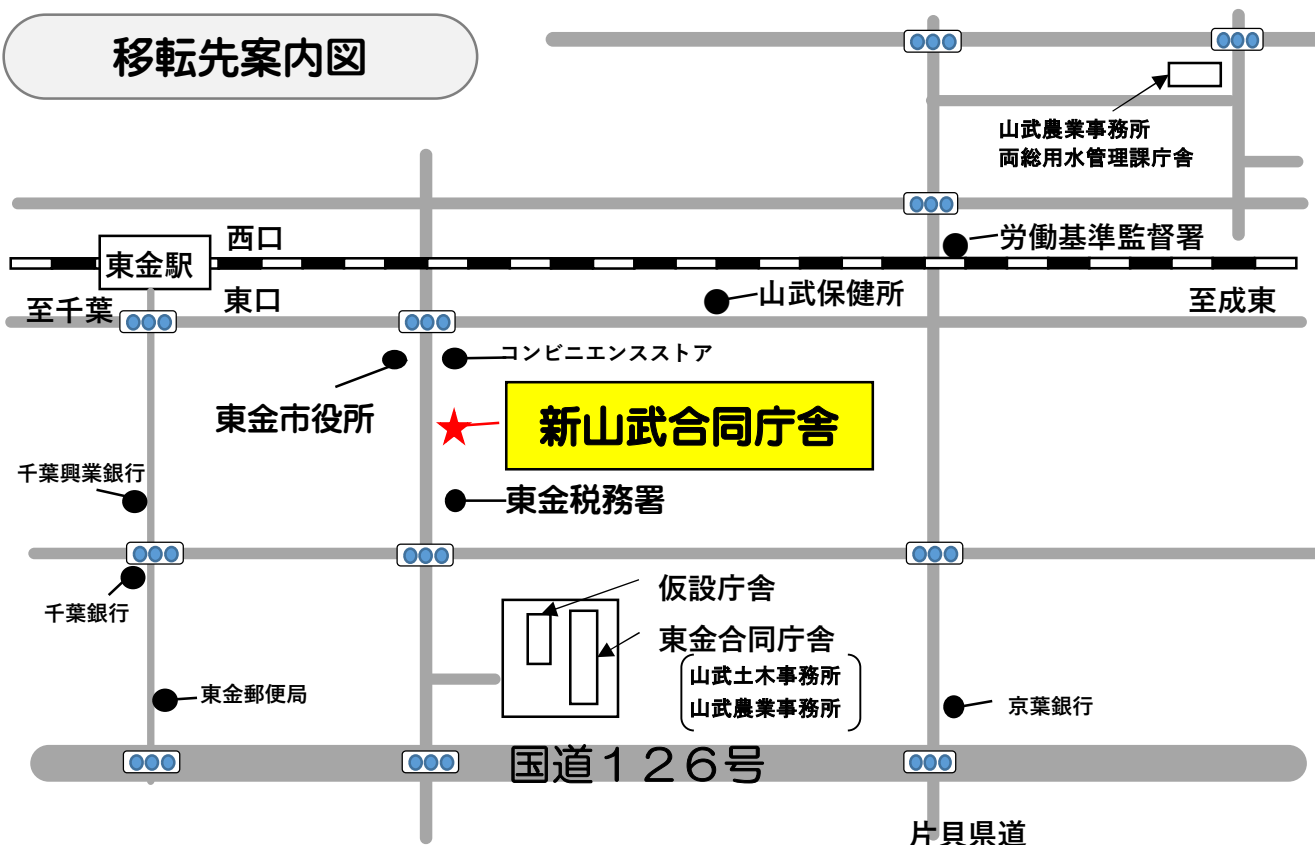 移転先案内図
山武農業事務所
両総用水管理課庁舎
西口
労働基準監督署
東金駅
山武保健所
至千葉
東口
至成東
コンビニエンスストア
東金市役所
新山武合同庁舎
千葉興業銀行
東金税務署
仮設庁舎
千葉銀行
東金合同庁舎
山武土木事務所
山武農業事務所
東金郵便局
京葉銀行
国道１２６号
片貝県道